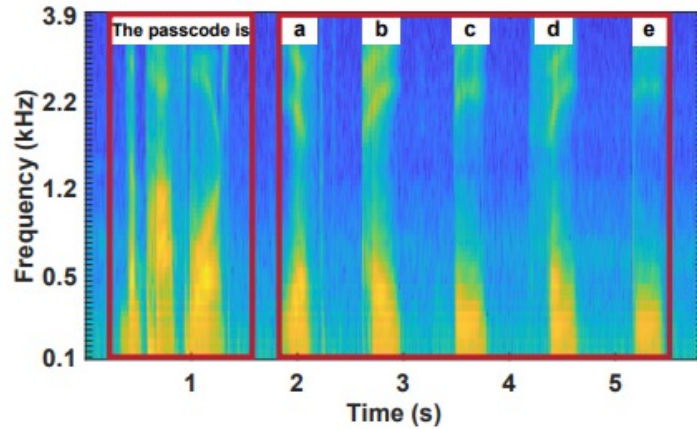 3.9
The passcode is a b c d e
2.2
1.2
0.5
0.1
Frequency (kHz)
1 2 3 4 5
Time (s)